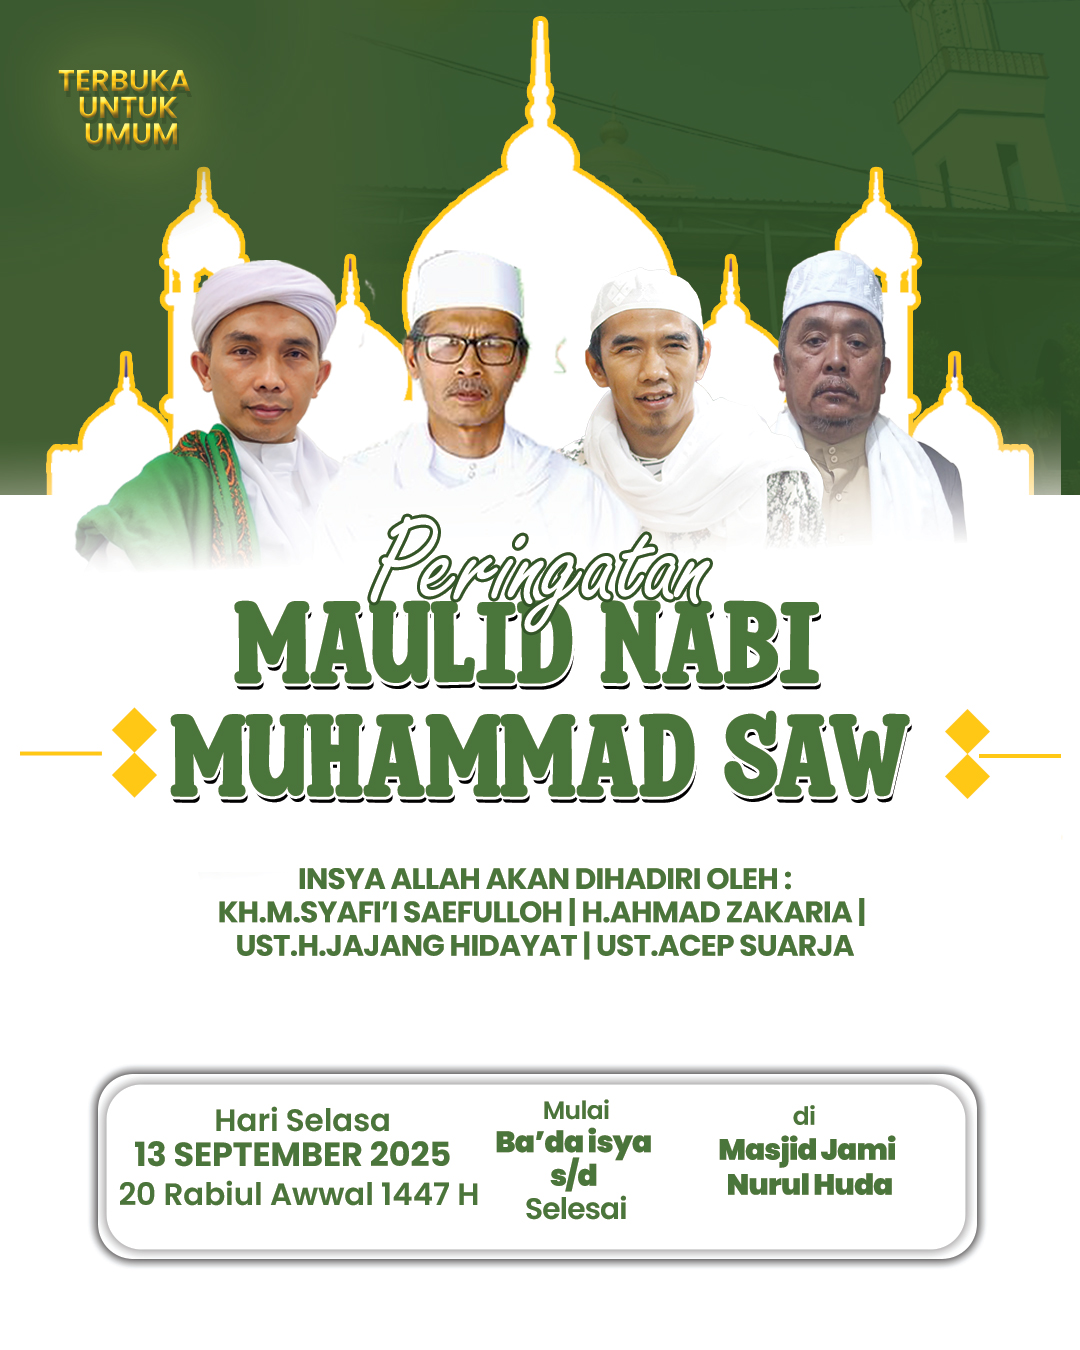 TERBUKA
UNTUK
UMUM
Peringatan
MAULID NABI
MUHAMMAD SAW
INSYA ALLAH AKAN DIHADIRI OLEH :
KH.M.SYAFI’I SAEFULLOH | H.AHMAD ZAKARIA |
UST.H.JAJANG HIDAYAT | UST.ACEP SUARJA
Hari Selasa
13 SEPTEMBER 2025
20 Rabiul Awwal 1447 H
Mulai
Ba’da isya
s/d
Selesai
di
Masjid Jami
Nurul Huda